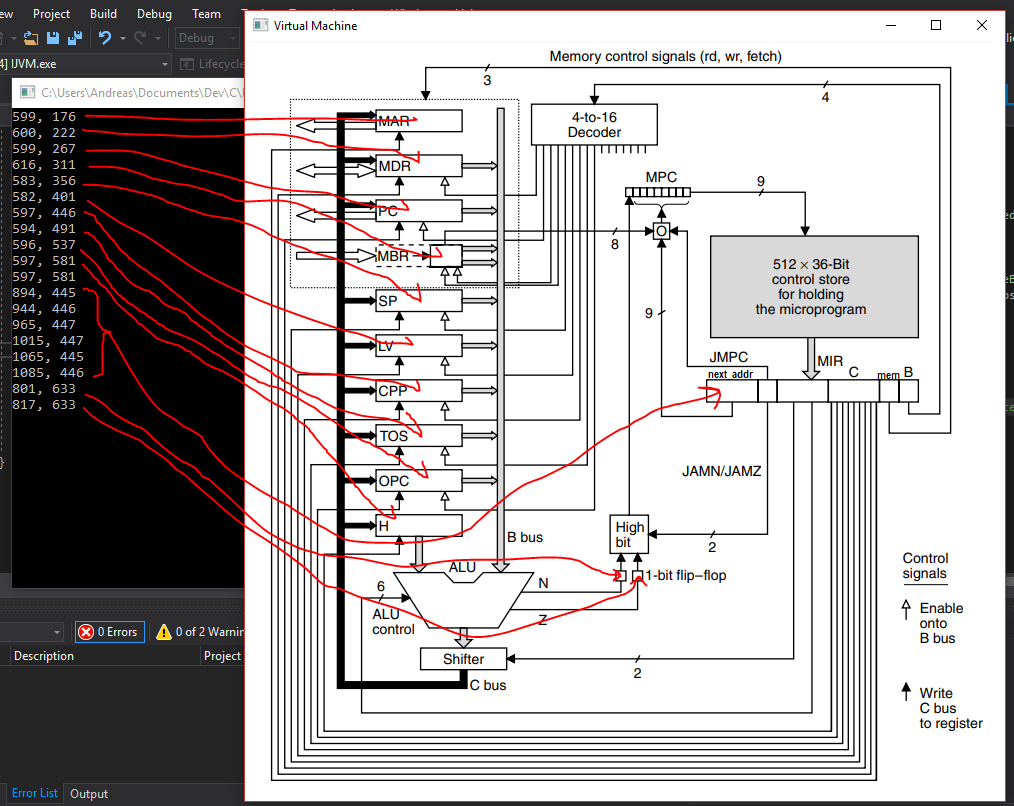 ew Project Build Debug Team
Debug
4] IJVM.exe
Lifecycle
C:\Users\Andreas\Documents\Dev\C\
599, 176
600, 222
599, 267
616, 311
583, 356
582, 401
597, 446
594, 491
596, 537
597, 581
597, 581
894, 445
944, 446
965, 447
1015, 447
1065, 445
1085, 446
801, 633
817, 633
}
0 Errors
0 of 2 Warnin
Description
Project
Error List
Output
Virtual Machine
Memory control signals (rd, wr, fetch)
3
4
MAR
4-to-16
Decoder
MDR
MPC
9
PC
8
O
MBR
512 × 36-Bit
control store
for holding
the microprogram
SP
9
LV
JMPC
MIR
next addr
C
mem
B
CPP
TOS
JAMN/JAMZ
OPC
H
High
bit
2
B bus
ALU
N
1-bit flip–flop
6
ALU
control
Z
Shifter
2
C bus
Control
signals
Enable
onto
B bus
Write
C bus
to register